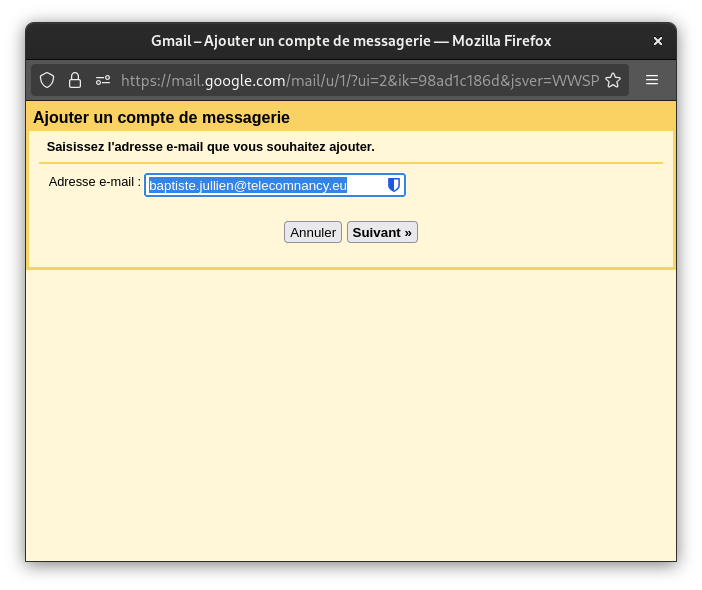 Gmail – Ajouter un compte de messagerie — Mozilla Firefox
https://mail.google.com/mail/u/1/?ui=2&ik=98ad1c186d&jsver=WWSP
Ajouter un compte de messagerie
Saisissez l'adresse e-mail que vous souhaitez ajouter.
Adresse e-mail : baptiste.jullien@telecomnancy.eu
Annuler Suivant »